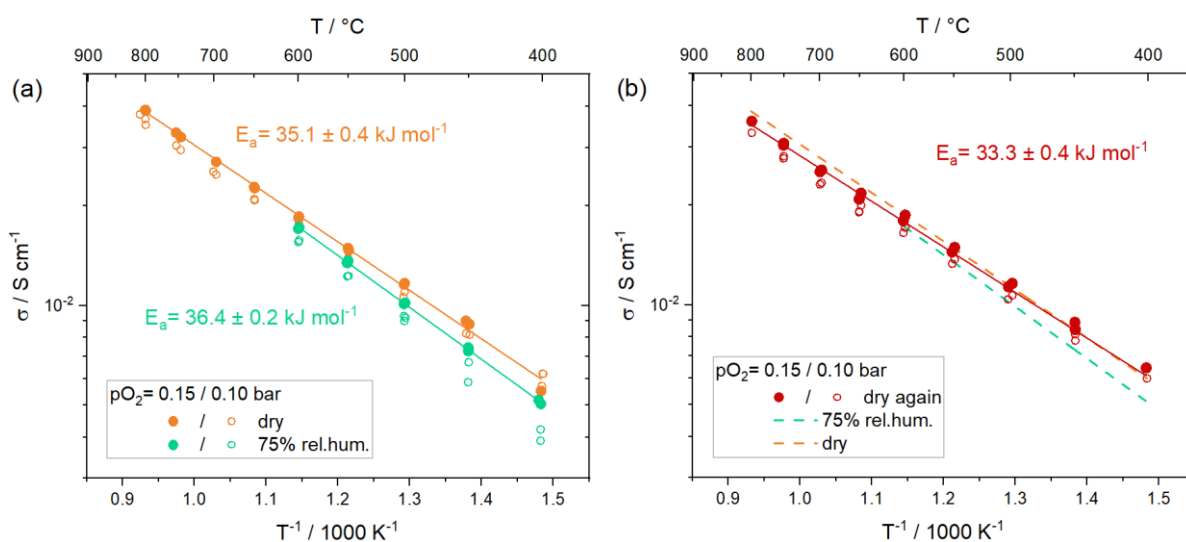 T / °C
900 800 700 600 500 400
(a)
Eₐ= 35.1 ± 0.4 kJ mol⁻¹
σ / S cm⁻¹
10⁻²
Eₐ= 36.4 ± 0.2 kJ mol⁻¹
pO₂= 0.15 / 0.10 bar
/ dry
/ 75% rel.hum.
0.9 1.0 1.1 1.2 1.3 1.4 1.5
T⁻¹ / 1000 K⁻¹
T / °C
900 800 700 600 500 400
(b)
Eₐ= 33.3 ± 0.4 kJ mol⁻¹
σ / S cm⁻¹
10⁻²
pO₂= 0.15 / 0.10 bar
/ dry again
75% rel.hum.
dry
0.9 1.0 1.1 1.2 1.3 1.4 1.5
T⁻¹ / 1000 K⁻¹